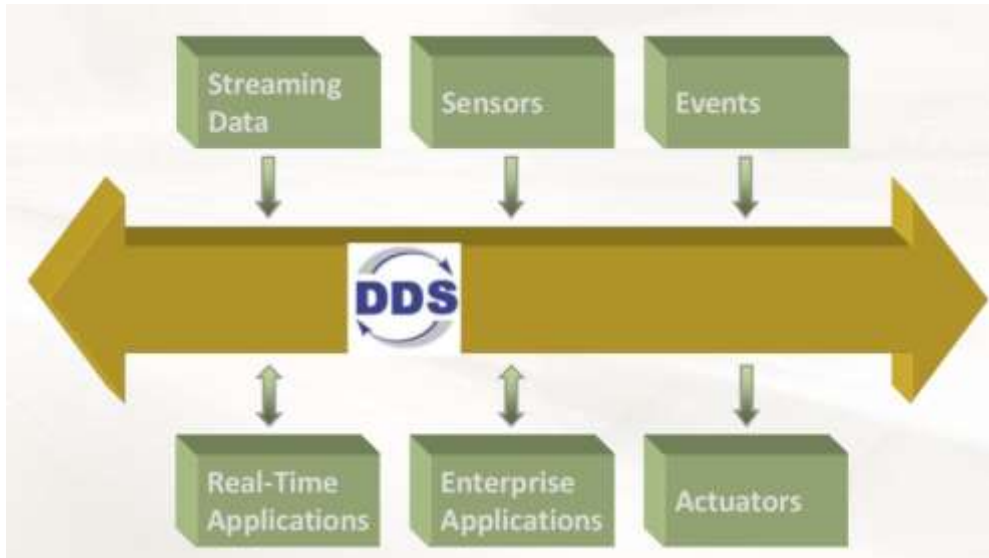 Streaming
Data
Sensors
Events
DDS
Real-Time
Applications
Enterprise
Applications
Actuators